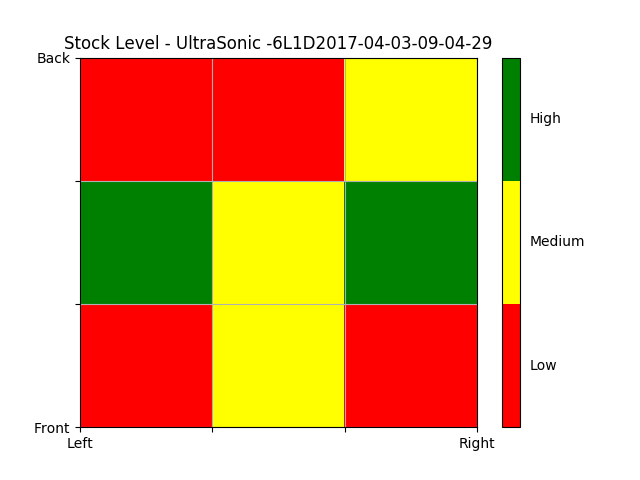 Stock Level - UltraSonic -6L1D2017-04-03-09-04-29
Back
High
Medium
Low
Front
Left
Right